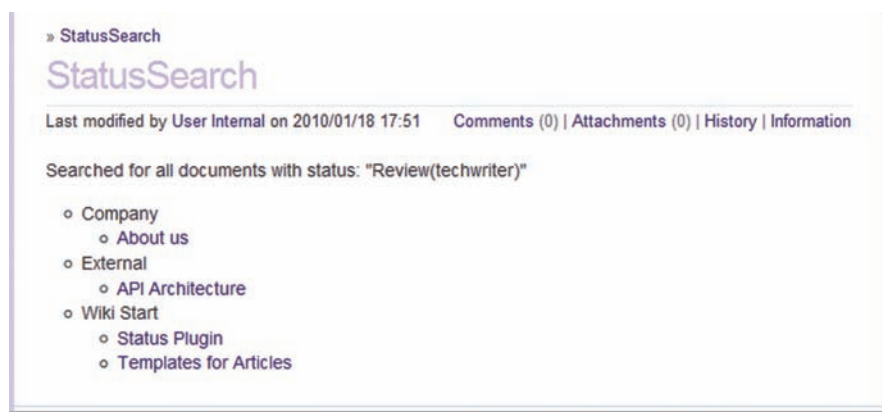 » StatusSearch
StatusSearch
Last modified by User Internal on 2010/01/18 17:51 Comments (0) | Attachments (0) | History | Information
Searched for all documents with status: "Review(techwriter)"
Company
About us
External
API Architecture
Wiki Start
Status Plugin
Templates for Articles